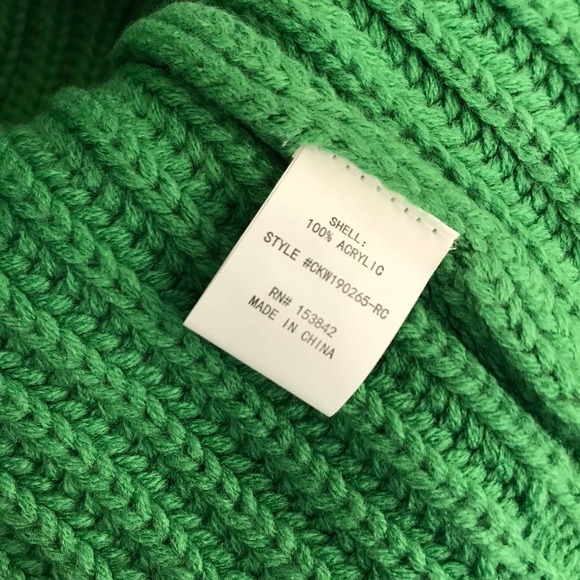 SHELL:
100% ACRYLIC
STYLE #CKW190265-RC
RN# 153842
MADE IN CHINA